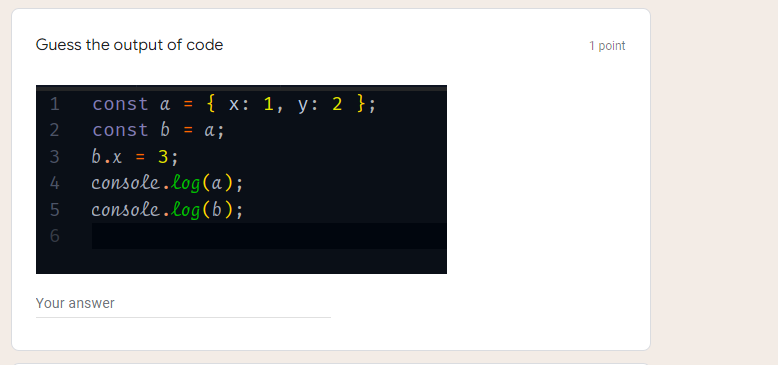 Guess the output of code
1 point
1 const a = { x: 1, y: 2 };
2 const b = a;
3 b.x = 3;
4 console.log(a);
5 console.log(b);
6
Your answer